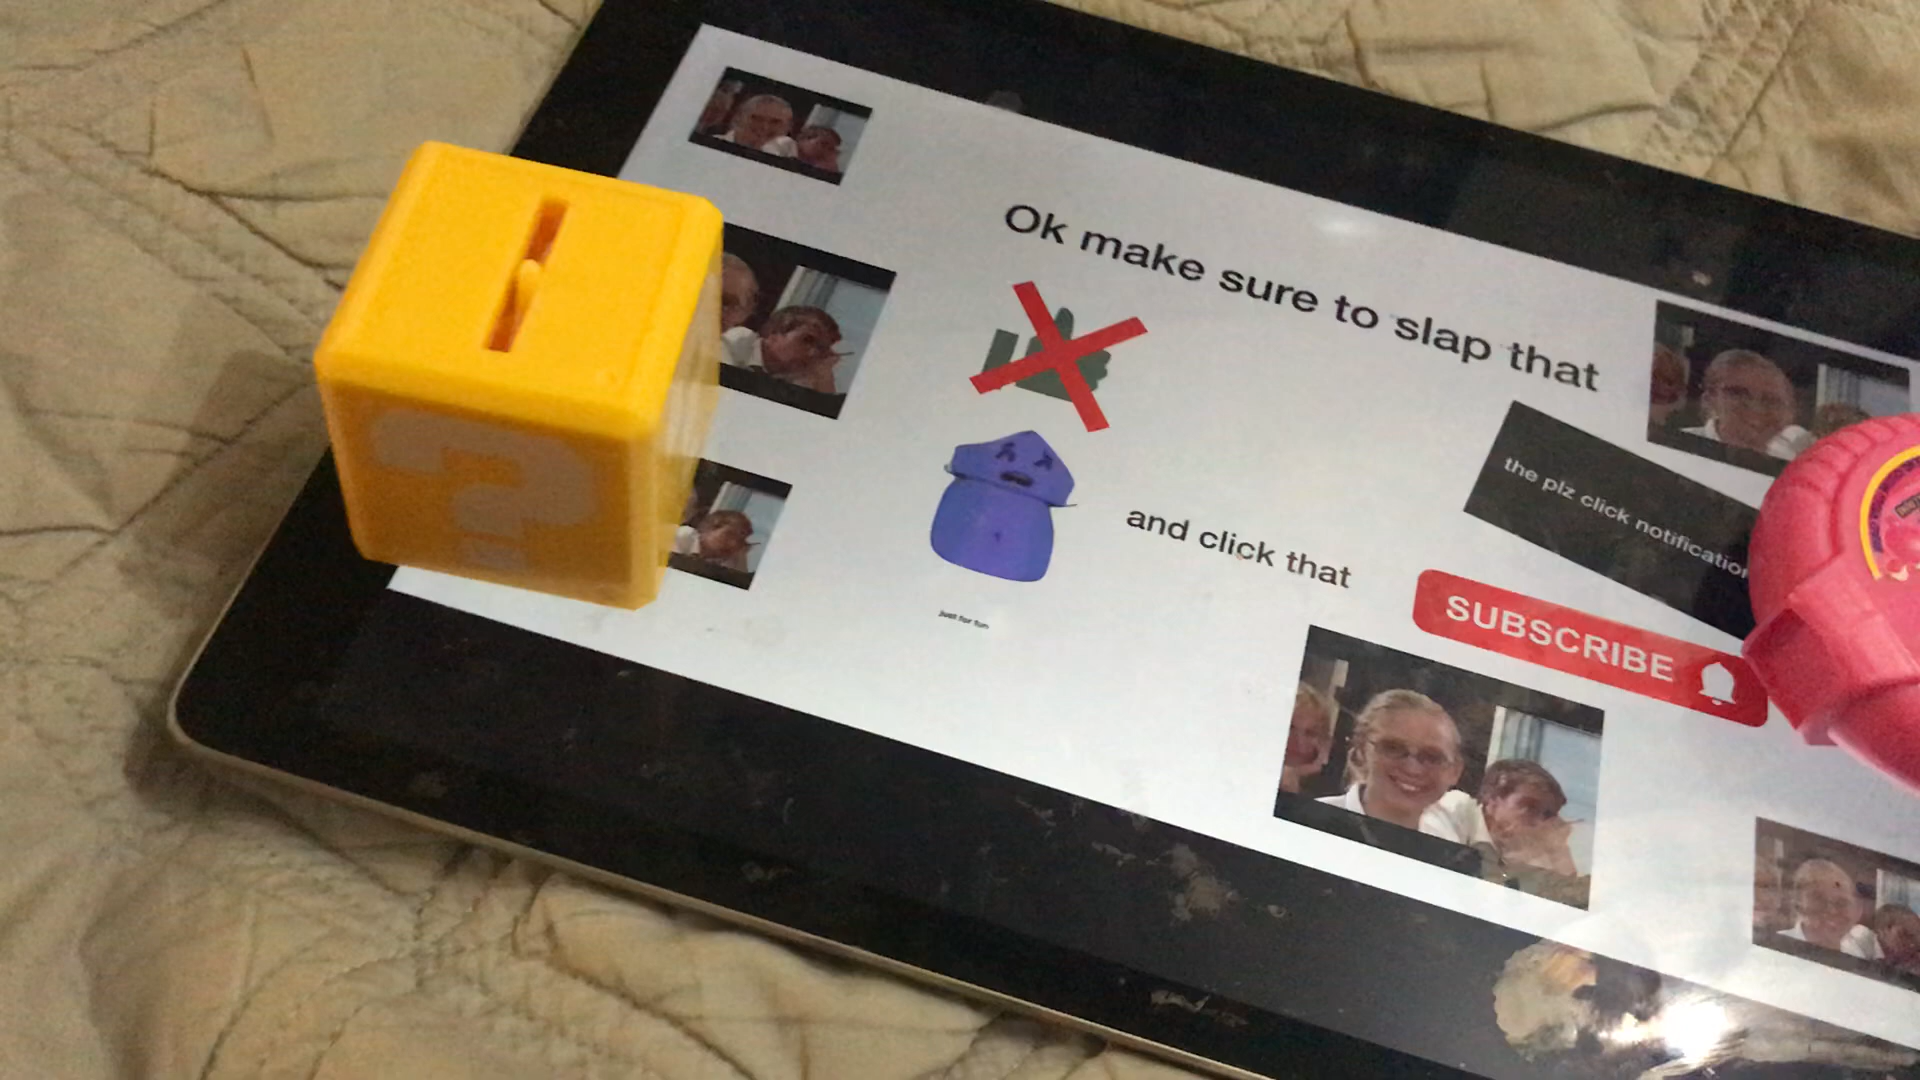 Ok make sure to slap that
?
the plz click notification
and click that
SUBSCRIBE
just for fun